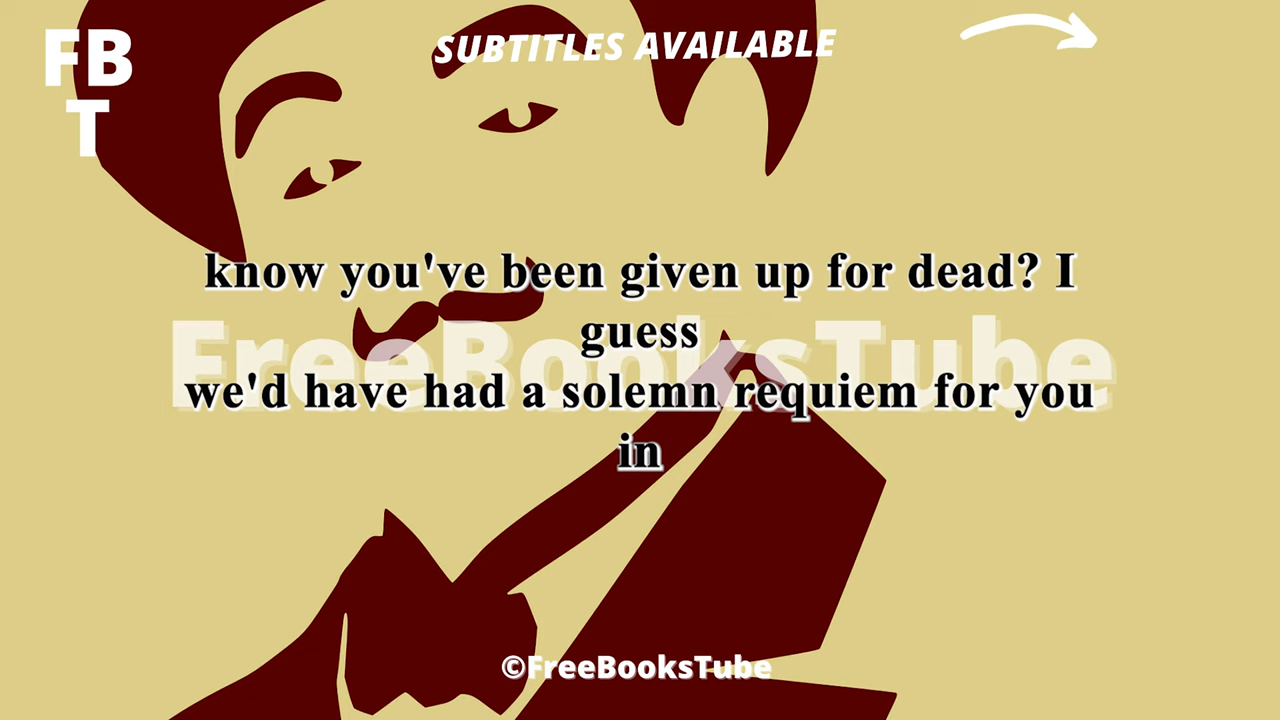 FB
T
SUBTITLES AVAILABLE
know you've been given up for dead? I
guess
FreeBooksTube
we'd have had a solemn requiem for you
in
©FreeBooksTube